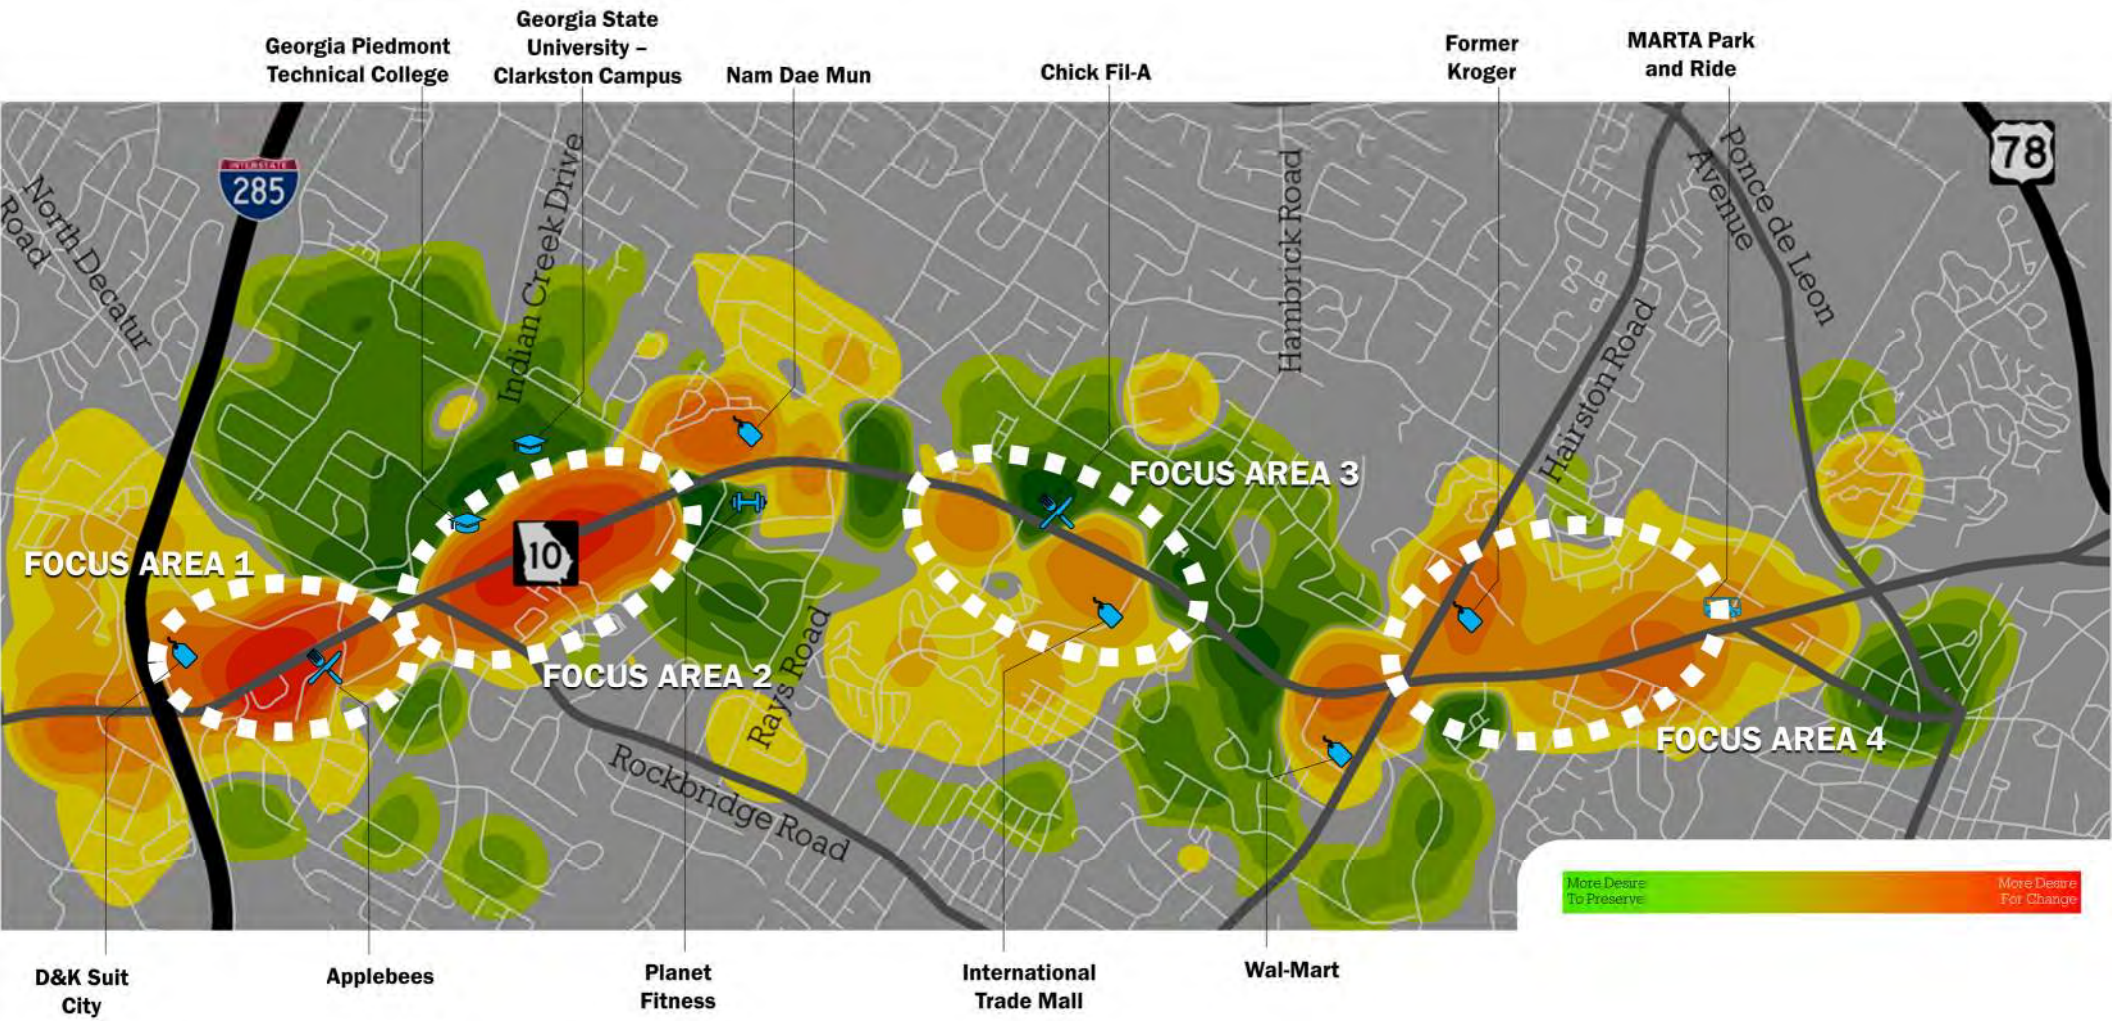 Georgia Piedmont
Technical College
Georgia State
University –
Clarkston Campus
Nam Dae Mun
Chick Fil-A
Former
Kroger
MARTA Park
and Ride
North Decatur
Road
INTERSTATE
285
Indian Creek Drive
Hambrick Road
Ponce de Leon
Avenue
78
Hairston Road
FOCUS AREA 1
10
FOCUS AREA 2
FOCUS AREA 3
FOCUS AREA 4
Rays Road
Rockbridge Road
More Desire
To Preserve
More Desire
For Change
D&K Suit
City
Applebees
Planet
Fitness
International
Trade Mall
Wal-Mart